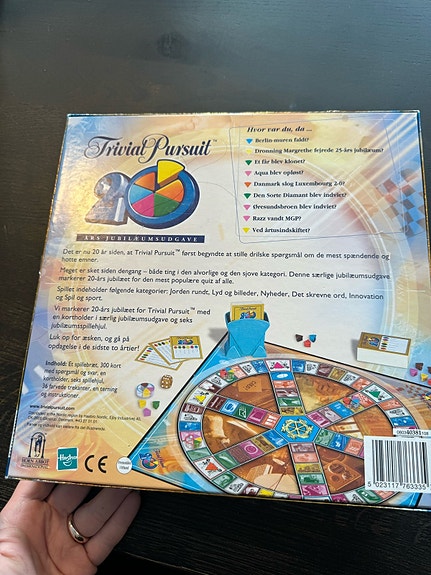 Trivial Pursuit™
20
ÅRS JUBILÆUMSUDGAVE
Hvor var du, da ...
Berlin-muren faldt?
Dronning Margrethe fejrede 25-års jubilæum?
Et får blev klonet?
Aqua blev opløst?
Danmark slog Luxembourg 2-0?
Den Sorte Diamant blev indviet?
Øresundsbroen blev indviet?
Razz vandt MGP?
Ved årtusindskiftet?
Det er nu 20 år siden, at Trivial Pursuit™ først begyndte at stille drilske spørgsmål om de mest spændende og
hotte emner.
Meget er sket siden dengang – både ting i den alvorlige og den sjove kategori. Denne særlige jubilæumsudgave
markerer 20-års jubilæet for den mest populære quiz af alle.
Spillet indeholder følgende kategorier: Jorden rundt, Lyd og billeder, Nyheder, Det skrevne ord, Innovation
og Spil og sport.
Vi markerer 20-års jubilæet for Trivial Pursuit™ med
en kortholder i særlig jubilæumsudgave og seks
jubilæumsspillehjul.
Luk op for æsken, og gå på
opdagelse i de sidste to årtier!
Indhold: Et spillebræt, 300 kort
med spørgsmål og svar, en
kortholder, seks spillehjul,
36 farvede trekanter, en terning
og instruktioner.
www.trivialpursuit.com
HORN ABBOT
Hasbro
CE
5 023117 763335